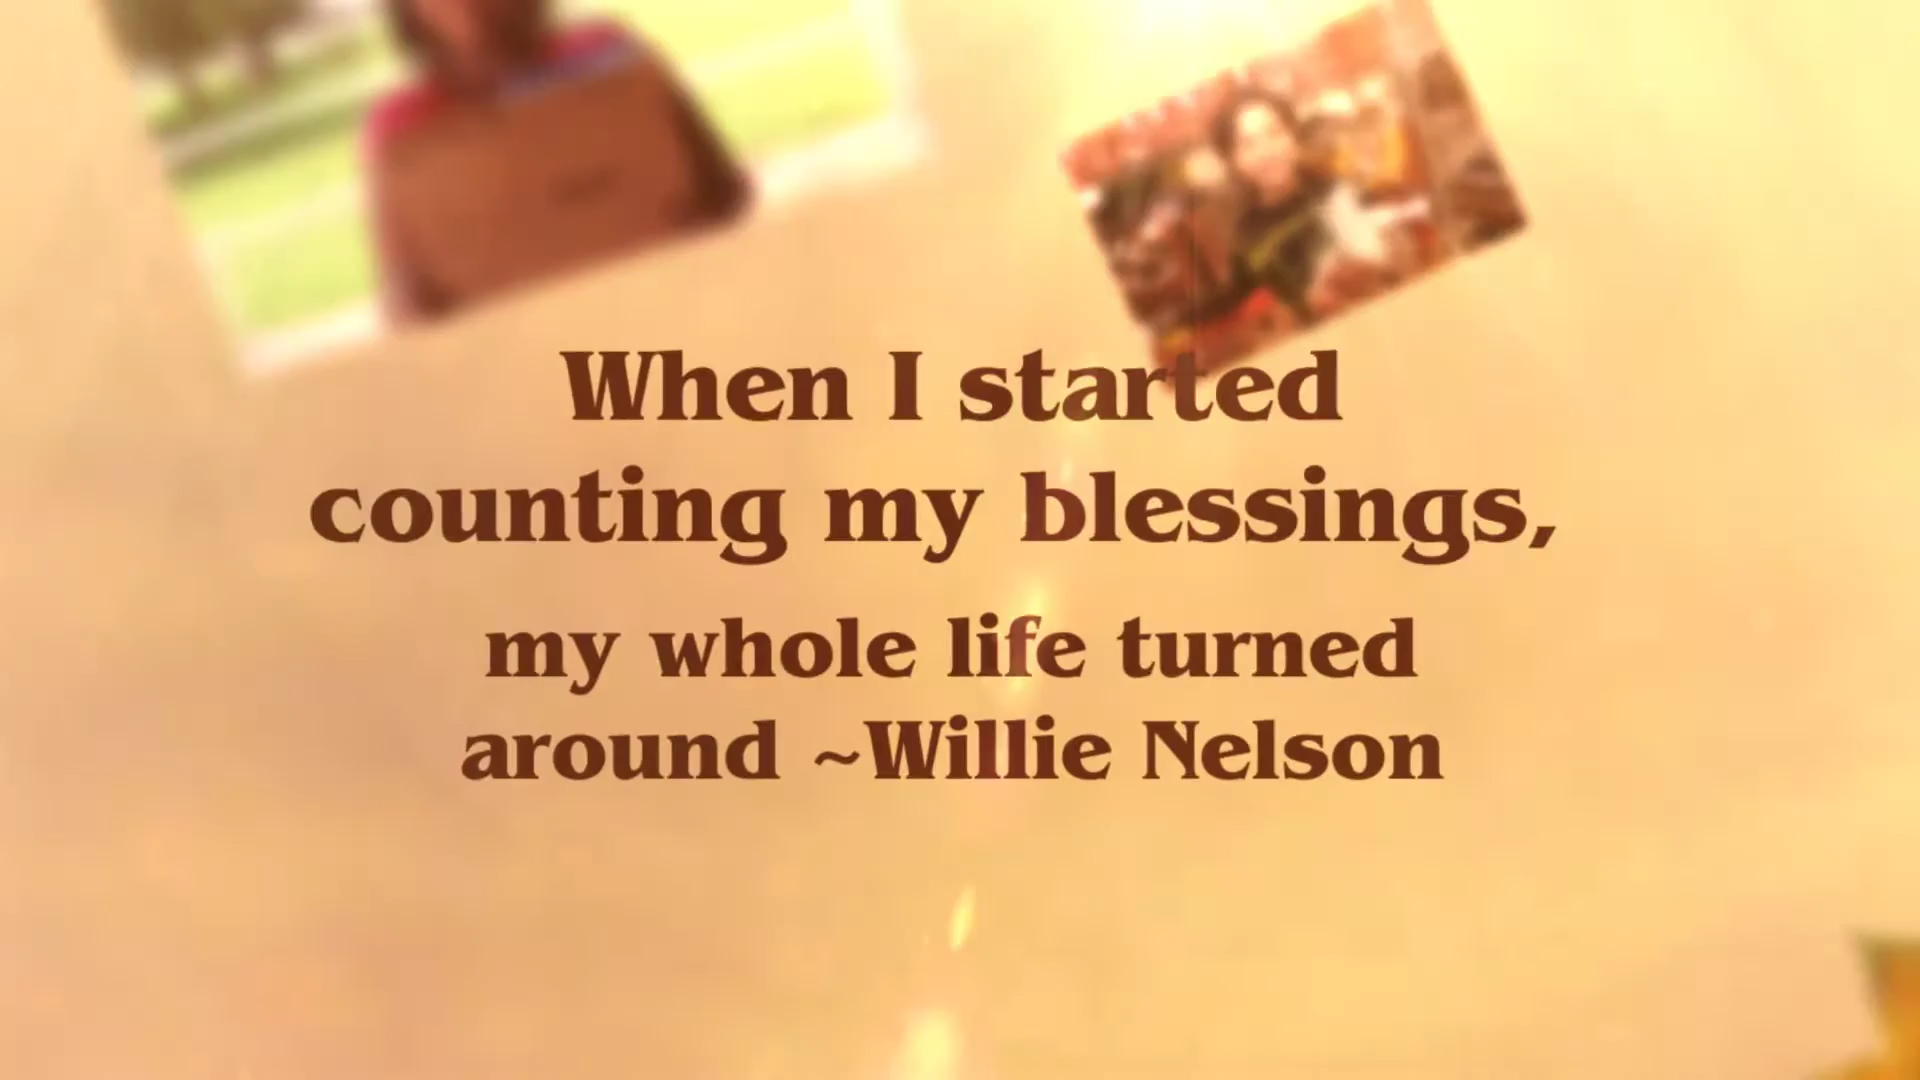 When I started
counting my blessings,
my whole life turned
around ~Willie Nelson